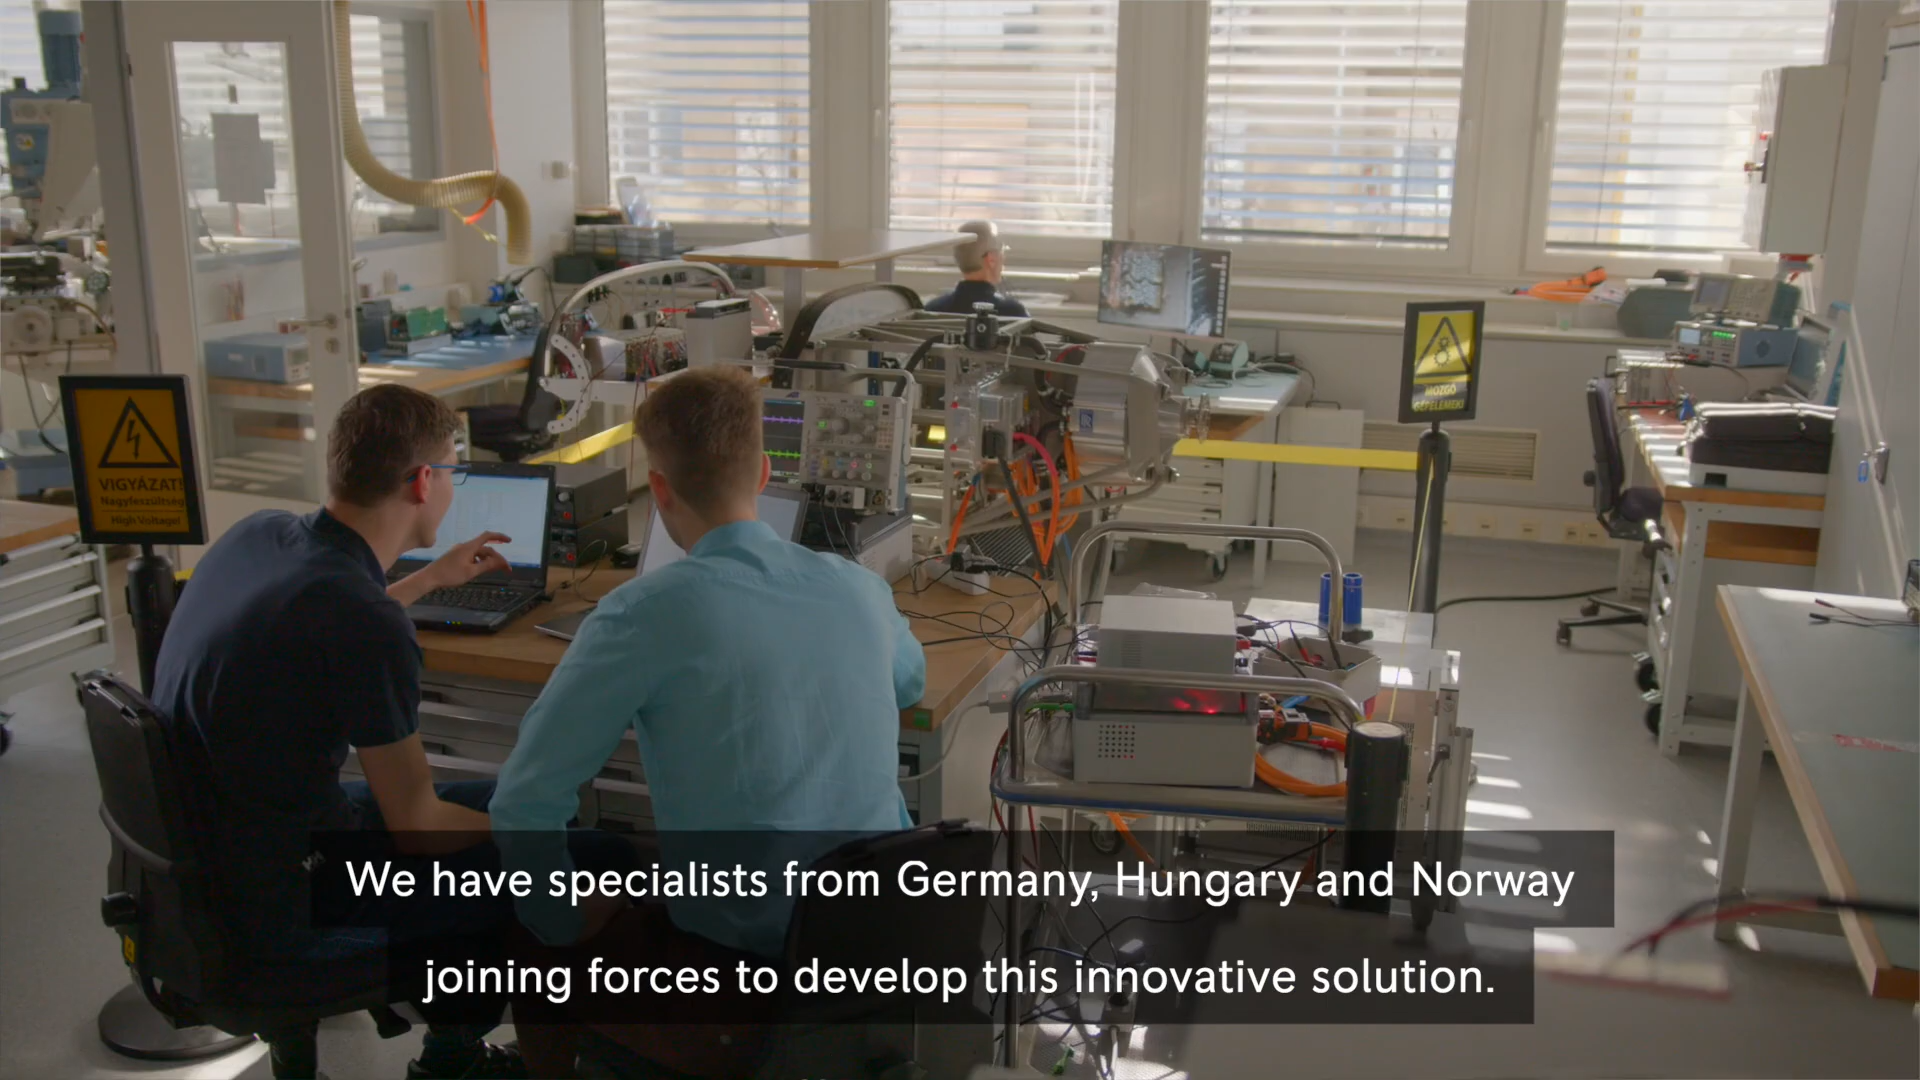 MOZGÓ
GÉPELEMEK!
VIGYÁZAT!
Nagyfeszültség
High Voltage!
We have specialists from Germany, Hungary and Norway
joining forces to develop this innovative solution.